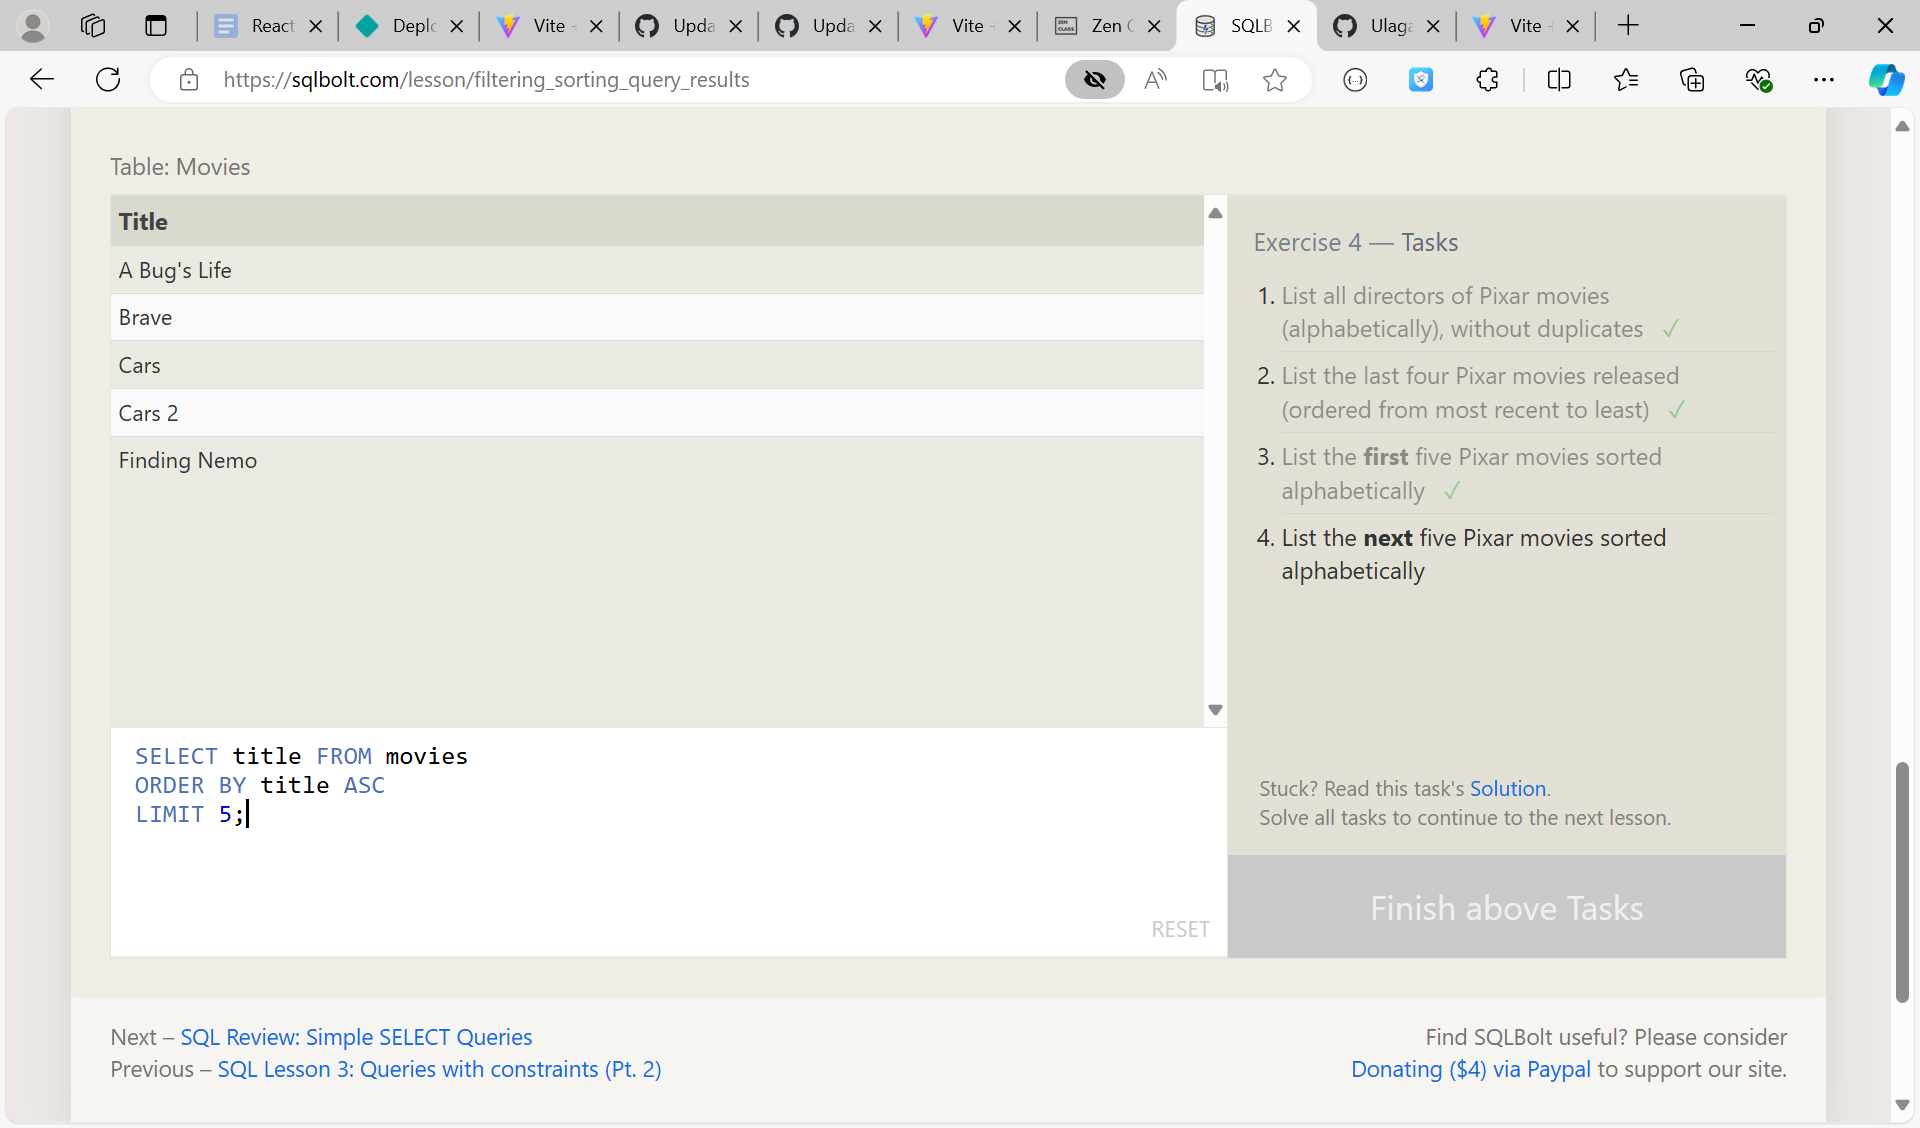 React
Deplo
Vite
Upda
Upda
Vite
Zen C
SQLB
Ulaga
Vite
https://sqlbolt.com/lesson/filtering_sorting_query_results
Table: Movies
Title
A Bug's Life
Brave
Cars
Cars 2
Finding Nemo
SELECT title FROM movies
ORDER BY title ASC
LIMIT 5;
RESET
Exercise 4 — Tasks
1. List all directors of Pixar movies
(alphabetically), without duplicates ✓
2. List the last four Pixar movies released
(ordered from most recent to least) ✓
3. List the first five Pixar movies sorted
alphabetically ✓
4. List the next five Pixar movies sorted
alphabetically
Stuck? Read this task's Solution.
Solve all tasks to continue to the next lesson.
Finish above Tasks
Next – SQL Review: Simple SELECT Queries
Previous – SQL Lesson 3: Queries with constraints (Pt. 2)
Find SQLBolt useful? Please consider
Donating ($4) via Paypal to support our site.